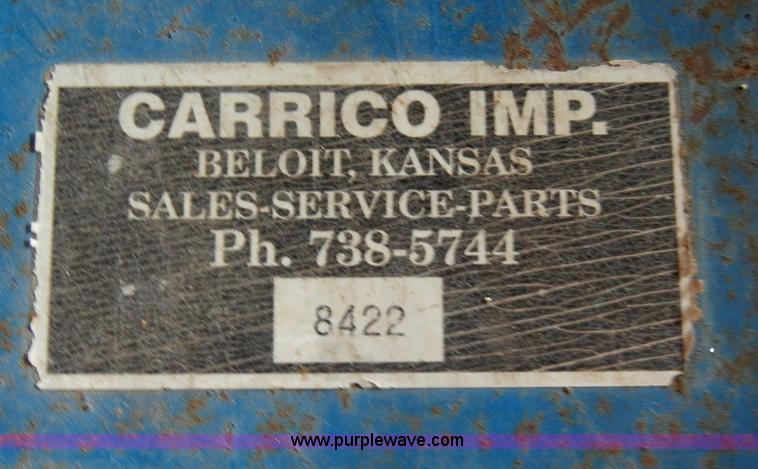 CARRICO IMP.
BELOIT, KANSAS
SALES-SERVICE-PARTS
Ph. 738-5744
8422
www.purplewave.com